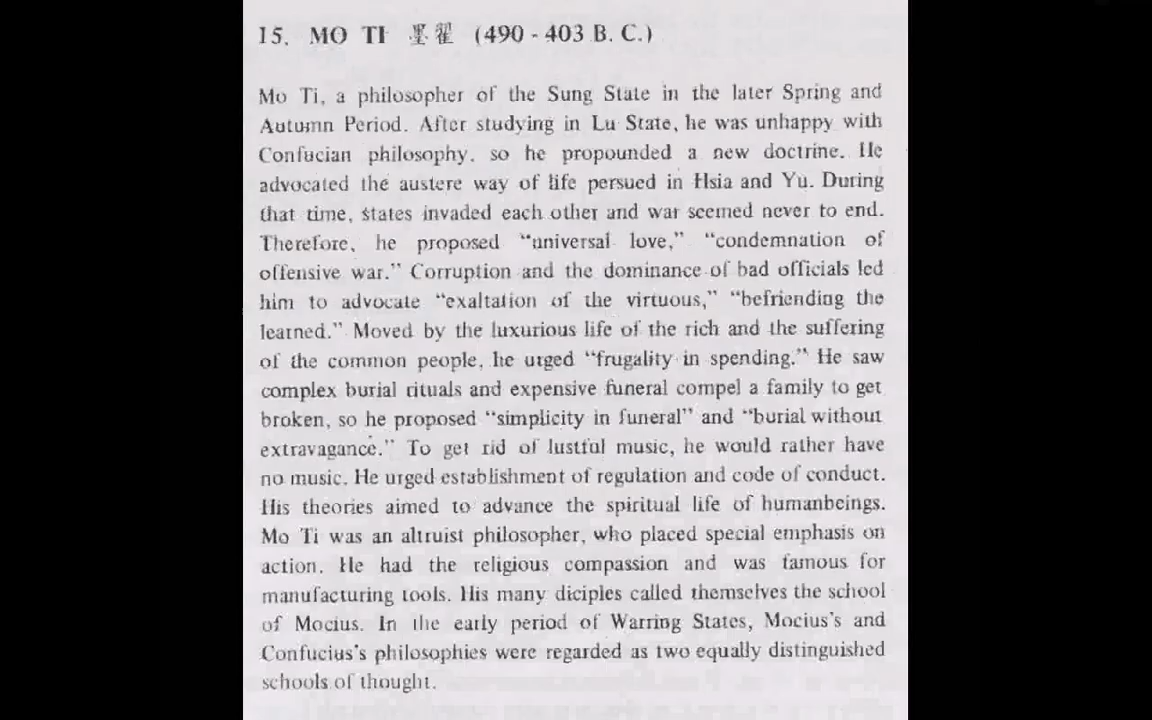 15. MO TI 墨翟 (490 - 403 B. C.)
Mo Ti, a philosopher of the Sung State in the later Spring and
Autumn Period. After studying in Lu State, he was unhappy with
Confucian philosophy, so he propounded a new doctrine. He
advocated the austere way of life persued in Hsia and Yu. During
that time, states invaded each other and war seemed never to end.
Therefore, he proposed “universal love,” “condemnation of
offensive war.” Corruption and the dominance of bad officials led
him to advocate “exaltation of the virtuous,” “befriending the
learned.” Moved by the luxurious life of the rich and the suffering
of the common people, he urged “frugality in spending.” He saw
complex burial rituals and expensive funeral compel a family to get
broken, so he proposed “simplicity in funeral” and “burial without
extravagance.” To get rid of lustful music, he would rather have
no music. He urged establishment of regulation and code of conduct.
His theories aimed to advance the spiritual life of humanbeings.
Mo Ti was an altruist philosopher, who placed special emphasis on
action. He had the religious compassion and was famous for
manufacturing tools. His many diciples called themselves the school
of Mocius. In the early period of Warring States, Mocius's and
Confucius's philosophies were regarded as two equally distinguished
schools of thought.